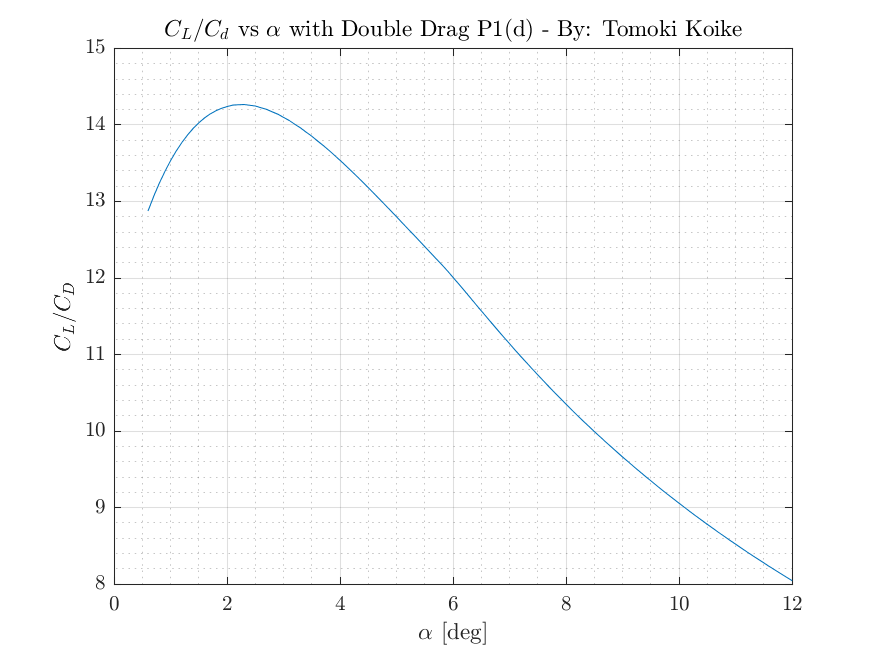 C_L/C_d vs α with Double Drag P1(d) - By: Tomoki Koike
15
14
13
12
11
10
9
8
C_L/C_D
0 2 4 6 8 10 12
α [deg]